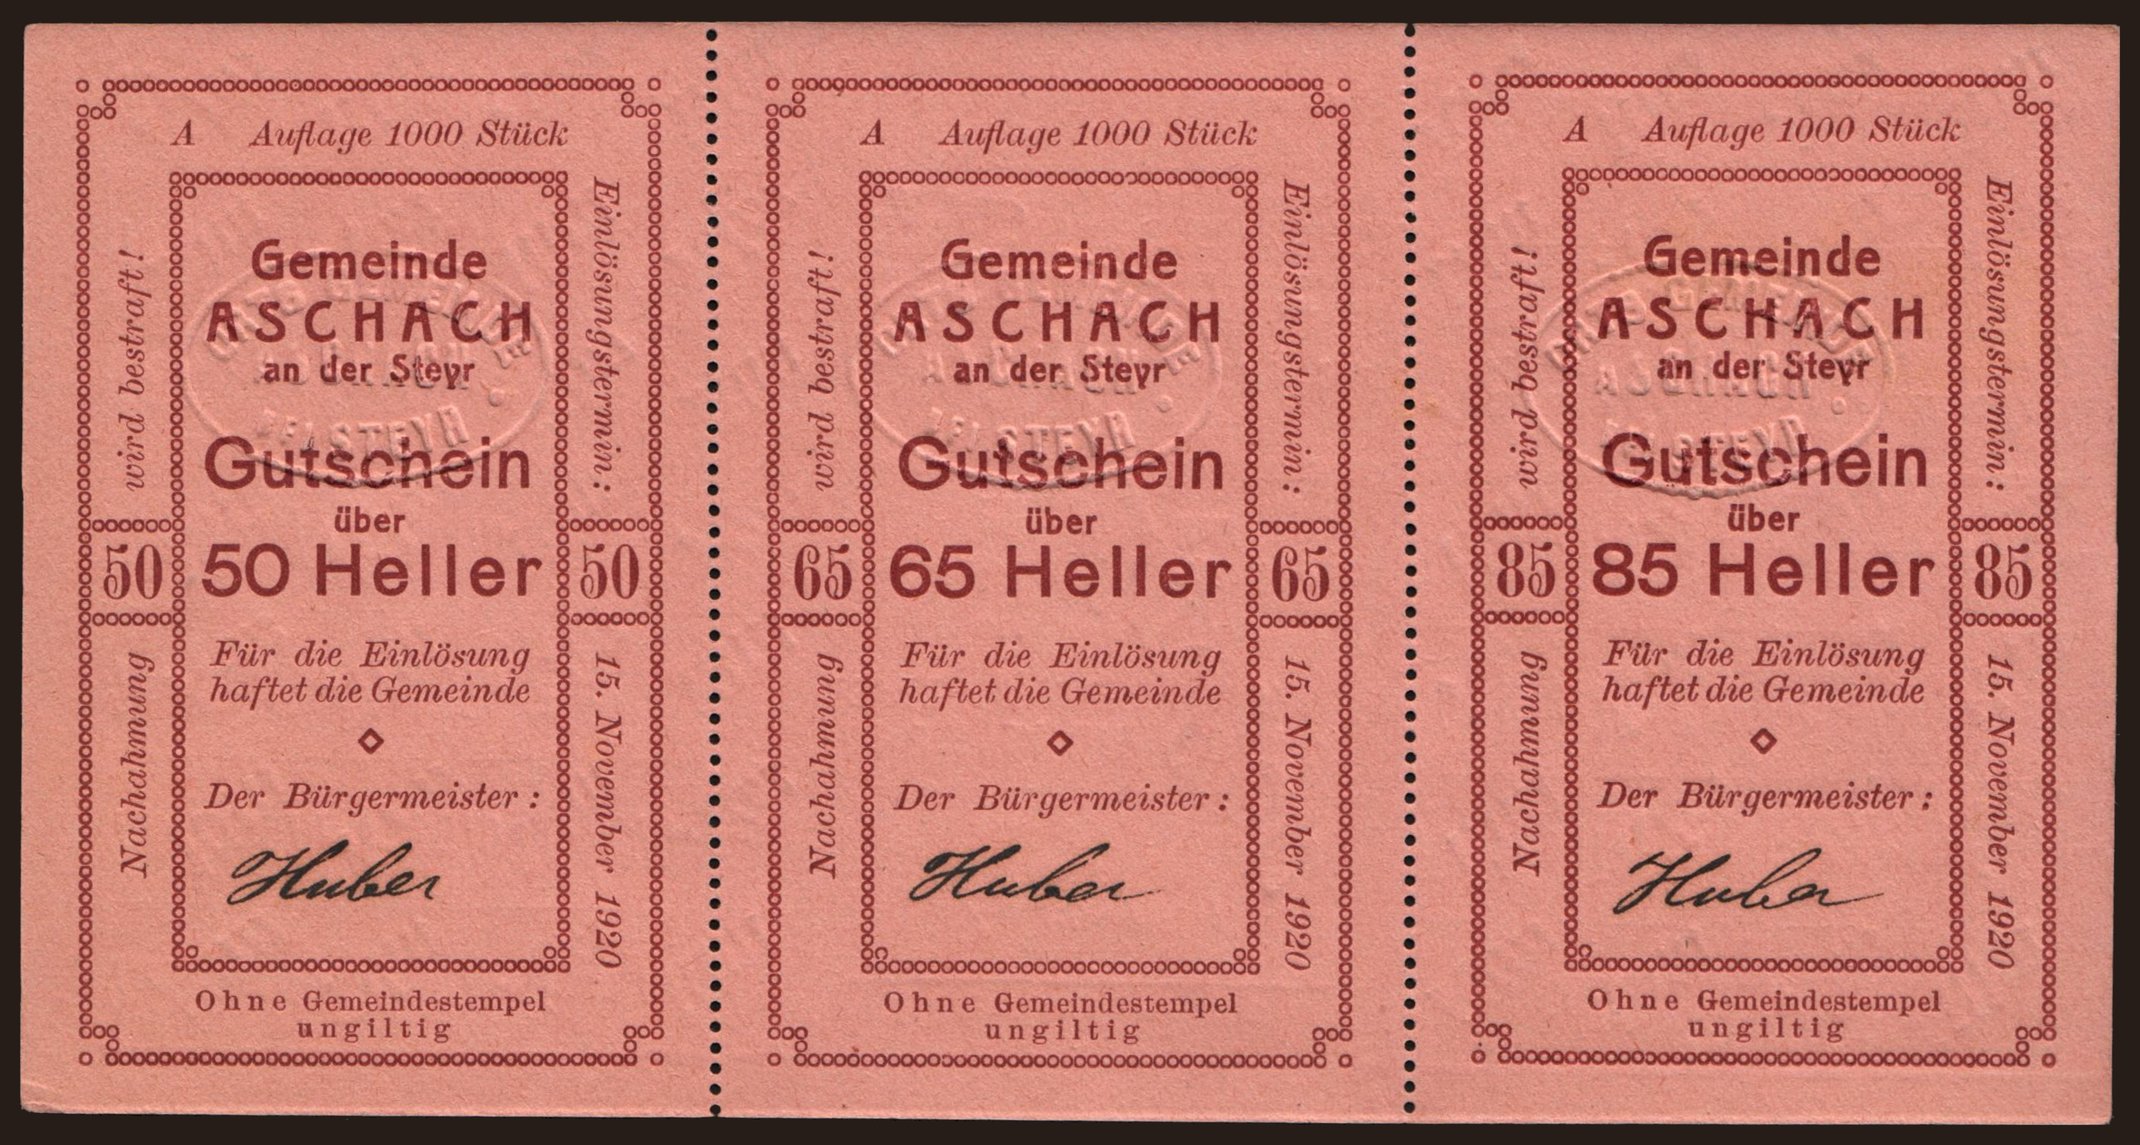 A Auflage 1000 Stück
Gemeinde
ASCHACH
an der Steyr
Gutschein
über
50 Heller
Für die Einlösung
haftet die Gemeinde
Der Bürgermeister:
Huber
Nachahmung
50
wird bestraft!
Einlösungstermin:
50
15. November 1920
Ohne Gemeindestempel
ungiltig
A Auflage 1000 Stück
Gemeinde
ASCHACH
an der Steyr
Gutschein
über
65 Heller
Für die Einlösung
haftet die Gemeinde
Der Bürgermeister:
Huber
Nachahmung
65
wird bestraft!
Einlösungstermin:
65
15. November 1920
Ohne Gemeindestempel
ungiltig
A Auflage 1000 Stück
Gemeinde
ASCHACH
an der Steyr
Gutschein
über
85 Heller
Für die Einlösung
haftet die Gemeinde
Der Bürgermeister:
Huber
Nachahmung
85
wird bestraft!
Einlösungstermin:
85
15. November 1920
Ohne Gemeindestempel
ungiltig